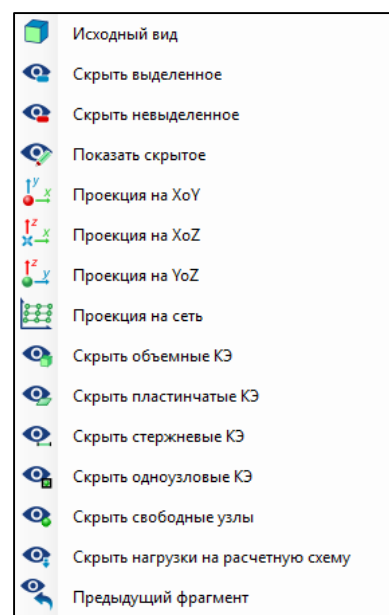 Исходный вид
Скрыть выделенное
Скрыть невыделенное
Показать скрытое
y x Проекция на XoY
z x Проекция на XoZ
z y Проекция на YoZ
Проекция на сеть
Скрыть объемные КЭ
Скрыть пластинчатые КЭ
Скрыть стержневые КЭ
Скрыть одноузловые КЭ
Скрыть свободные узлы
Скрыть нагрузки на расчетную схему
Предыдущий фрагмент